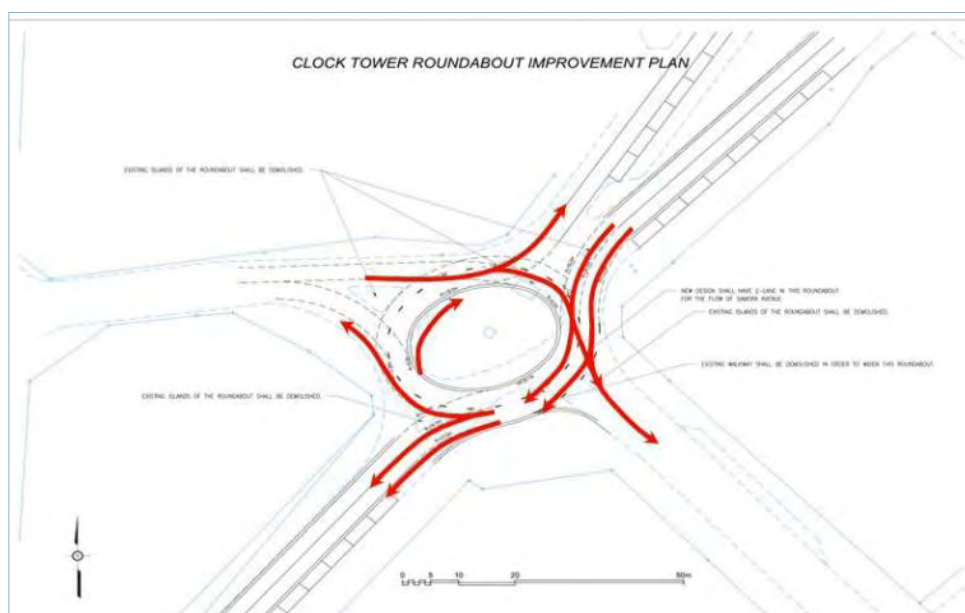 CLOCK TOWER ROUNDABOUT IMPROVEMENT PLAN
EXISTING ISLANDS OF THE ROUNDABOUT SHALL BE DEMOLISHED.
NEW DESIGN SHALL HAVE 2-LANE IN THIS ROUNDABOUT
FOR THE FLOW OF SAMORA AVENUE
EXISTING ISLANDS OF THE ROUNDABOUT SHALL BE DEMOLISHED.
EXISTING WALKWAY SHALL BE DEMOLISHED IN ORDER TO WIDEN THIS ROUNDABOUT.
EXISTING ISLANDS OF THE ROUNDABOUT SHALL BE DEMOLISHED.
0 5 10 20 50m